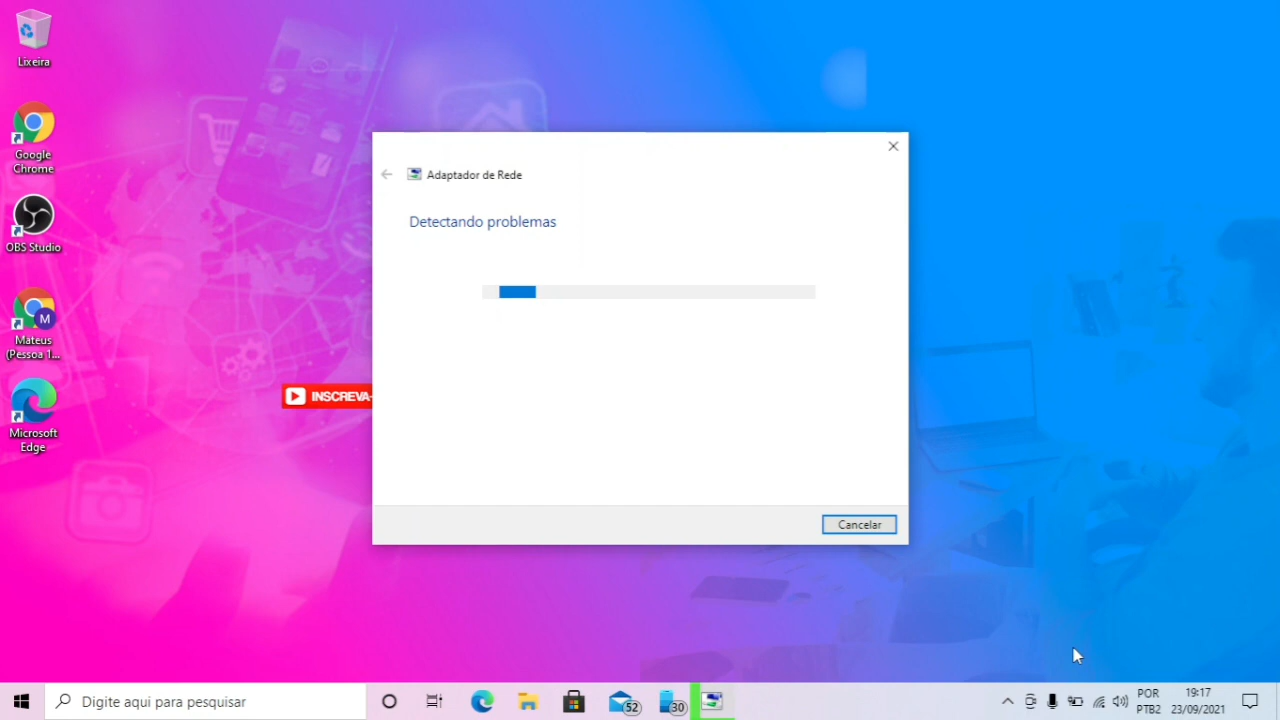 Lixeira
Google
Chrome
OBS Studio
M
Mateus
(Pessoa 1...
Microsoft
Edge
Adaptador de Rede
Detectando problemas
INSCREVA-
Cancelar
Digite aqui para pesquisar
52
30
POR
PTB2
19:17
23/09/2021